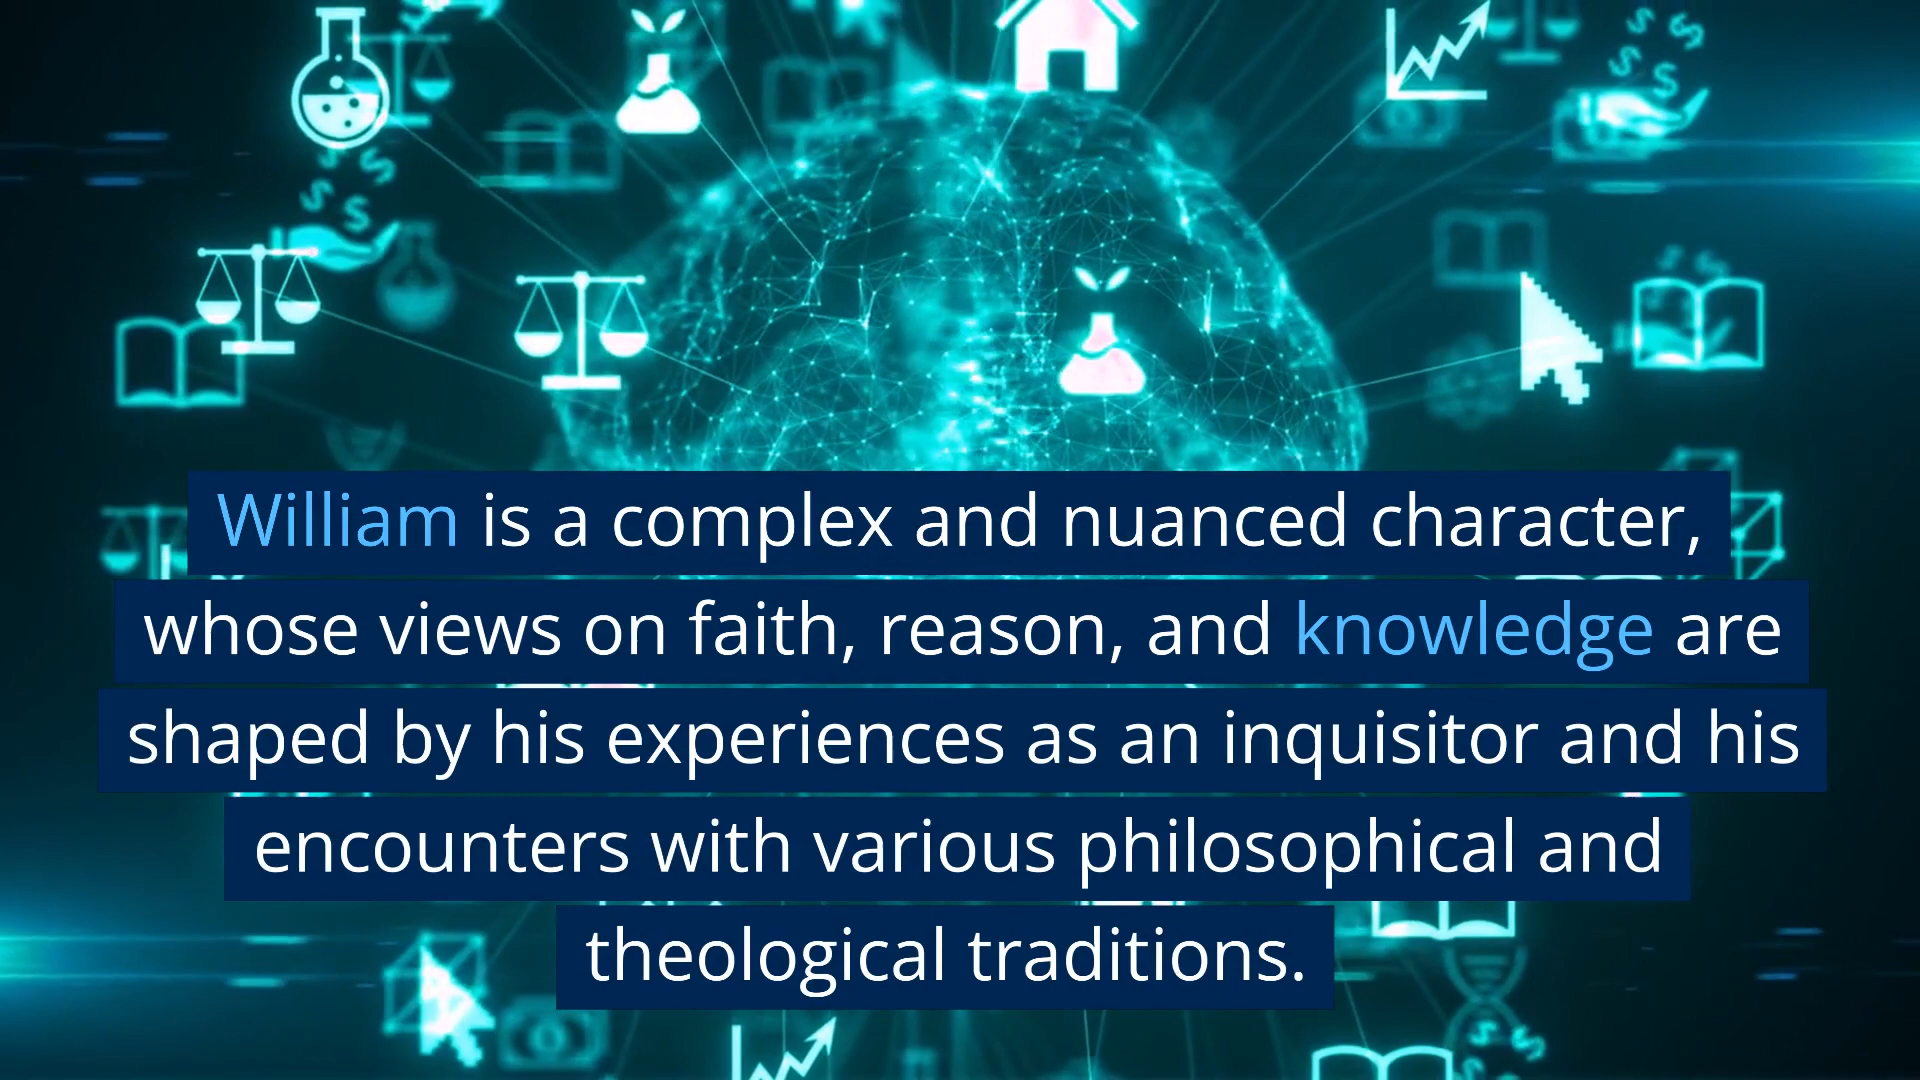 William is a complex and nuanced character,
whose views on faith, reason, and knowledge are
shaped by his experiences as an inquisitor and his
encounters with various philosophical and
theological traditions.